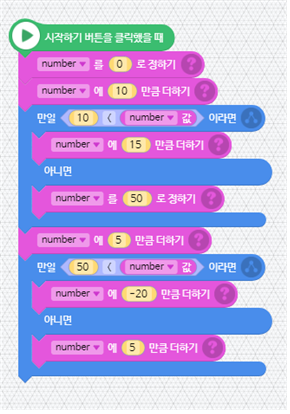 시작하기 버튼을 클릭했을 때
number 를 0 로 정하기 ?
number 에 10 만큼 더하기 ?
만일 10 < number 값 이라면
number 에 15 만큼 더하기 ?
아니면
number 를 50 로 정하기 ?
number 에 5 만큼 더하기 ?
만일 50 < number 값 이라면
number 에 -20 만큼 더하기 ?
아니면
number 에 5 만큼 더하기 ?